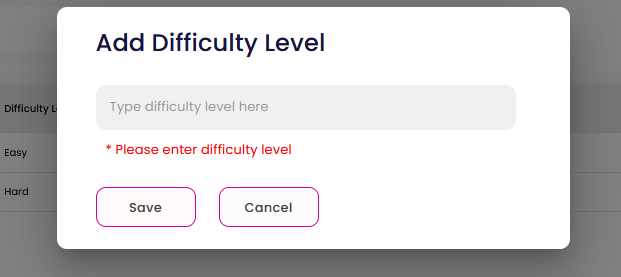 Add Difficulty Level
Type difficulty level here
* Please enter difficulty level
Save
Cancel
Difficulty
Easy
Hard